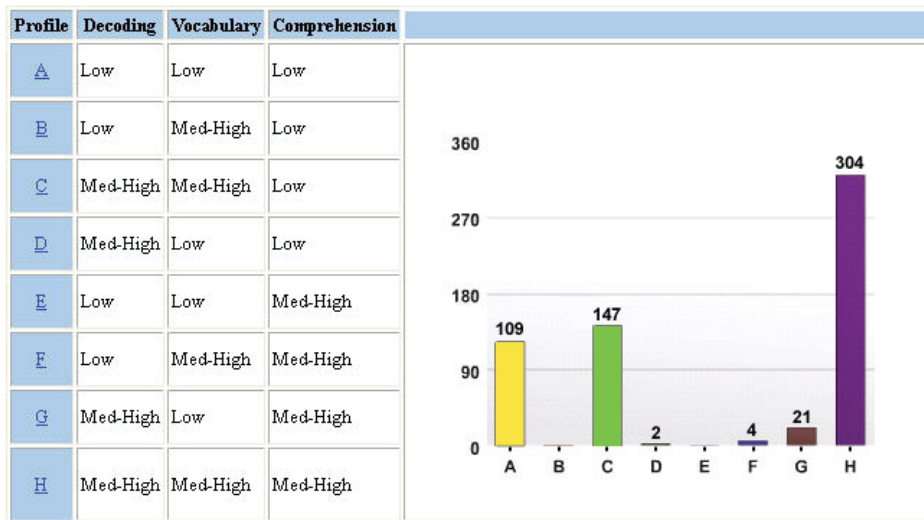 Profile Decoding Vocabulary Comprehension
A Low Low Low
B Low Med-High Low
C Med-High Med-High Low
D Med-High Low Low
E Low Low Med-High
F Low Med-High Med-High
G Med-High Low Med-High
H Med-High Med-High Med-High
360
304
270
180
147
109
90
21
4
2
0
A B C D E F G H